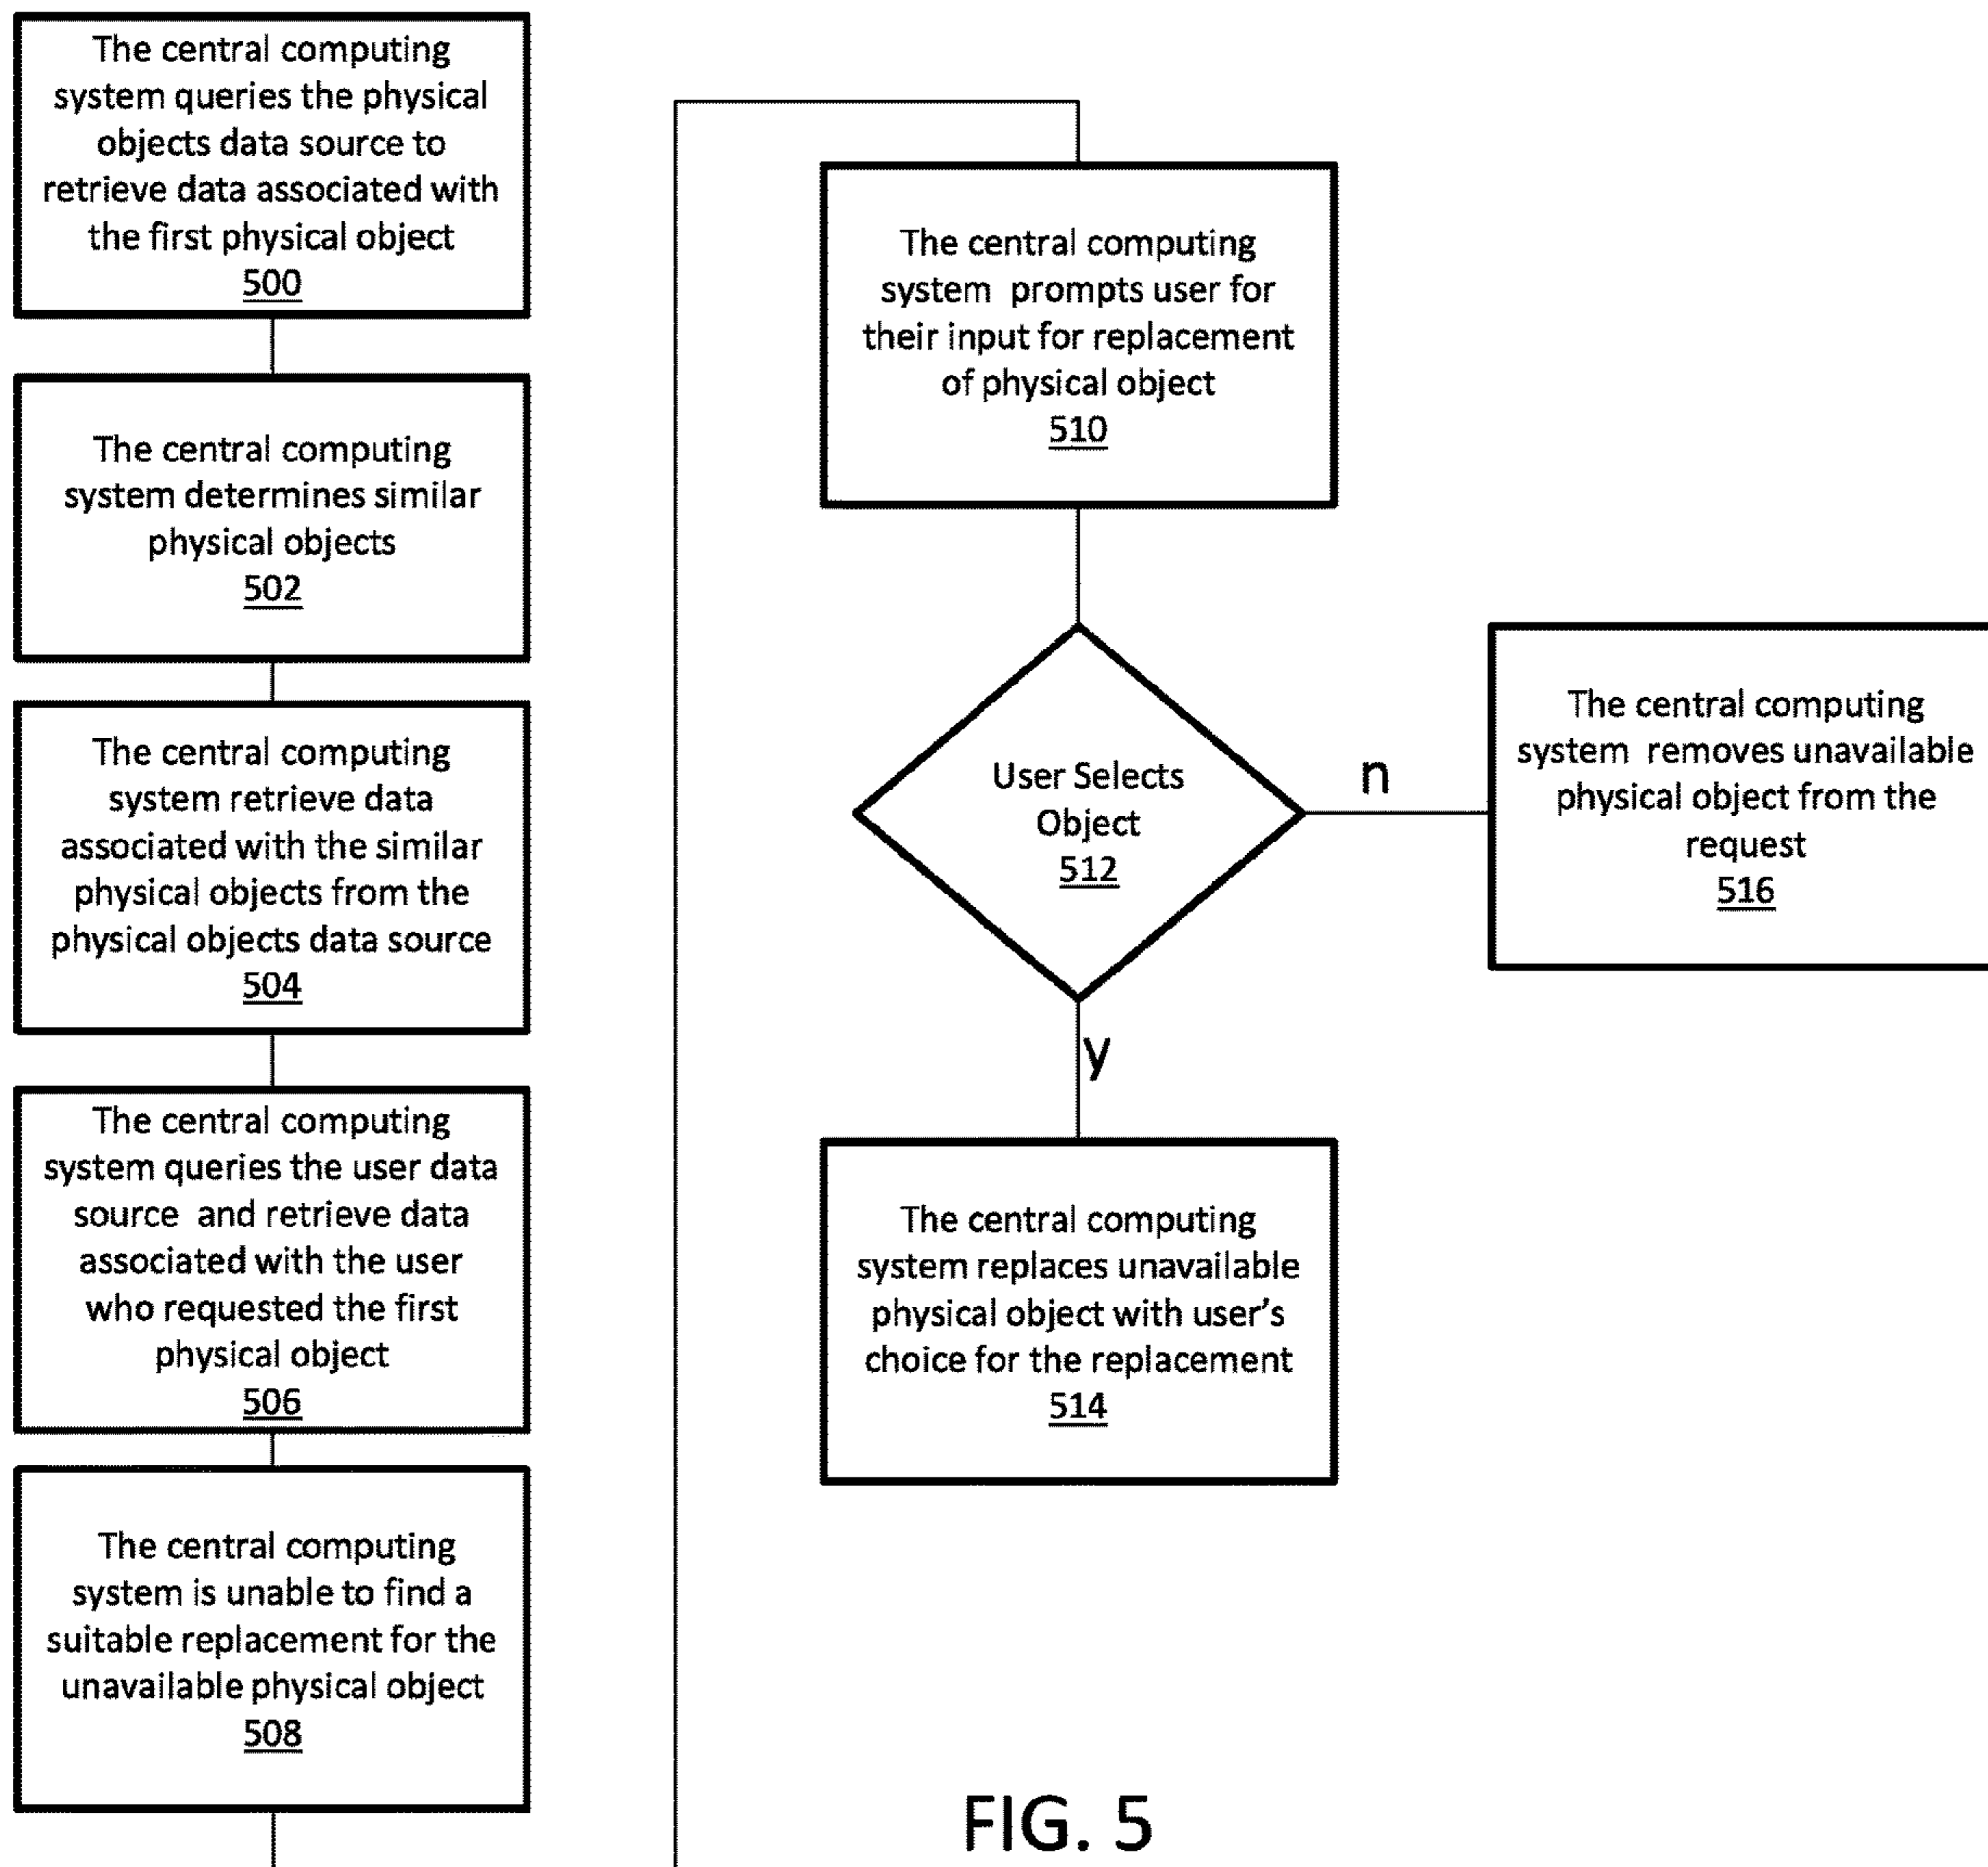 The central computing
system queries the physical
objects data source to
retrieve data associated with
the first physical object
500
The central computing
system determines similar
physical objects
502
The central computing
system retrieve data
associated with the similar
physical objects from the
physical objects data source
504
The central computing
system queries the user data
source and retrieve data
associated with the user
who requested the first
physical object
506
The central computing
system is unable to find a
suitable replacement for the
unavailable physical object
508
The central computing
system prompts user for
their input for replacement
of physical object
510
User Selects
Object
512
n
The central computing
system removes unavailable
physical object from the
request
516
y
The central computing
system replaces unavailable
physical object with user's
choice for the replacement
514
FIG. 5